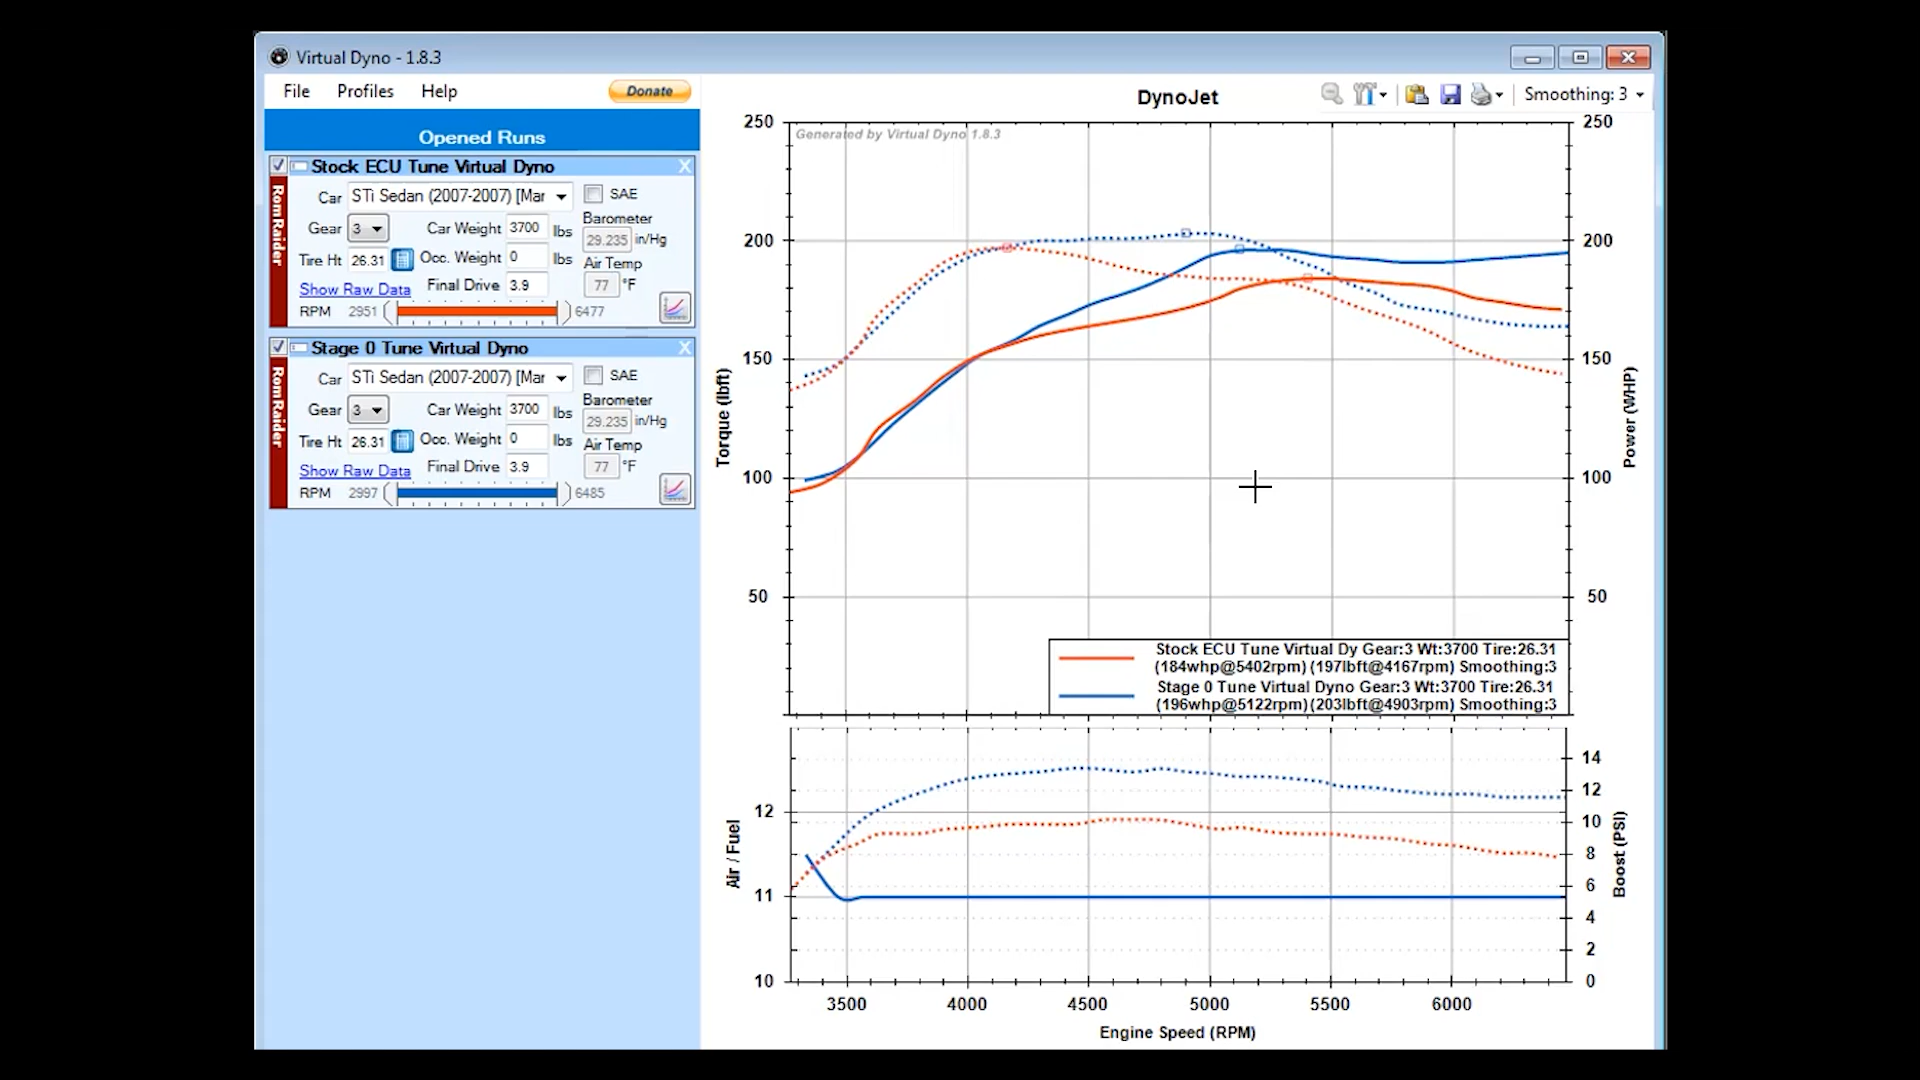 Virtual Dyno - 1.8.3
File Profiles Help Donate
Opened Runs
Stock ECU Tune Virtual Dyno X
RomRaider
Car STi Sedan (2007-2007) [Mar SAE
Gear 3 Car Weight 3700 lbs Barometer 29.235 in/Hg
Tire Ht 26.31 Occ. Weight 0 lbs Air Temp 77 °F
Show Raw Data Final Drive 3.9
RPM 2951 6477
Stage 0 Tune Virtual Dyno X
RomRaider
Car STi Sedan (2007-2007) [Mar SAE
Gear 3 Car Weight 3700 lbs Barometer 29.235 in/Hg
Tire Ht 26.31 Occ. Weight 0 lbs Air Temp 77 °F
Show Raw Data Final Drive 3.9
RPM 2997 6485
DynoJet
Smoothing: 3
Generated by Virtual Dyno 1.8.3
250 250
200 200
150 150
100 100
50 50
Torque (lbft)
Power (WHP)
Stock ECU Tune Virtual Dy Gear:3 Wt:3700 Tire:26.31
(184whp@5402rpm) (197lbft@4167rpm) Smoothing:3
Stage 0 Tune Virtual Dyno Gear:3 Wt:3700 Tire:26.31
(196whp@5122rpm) (203lbft@4903rpm) Smoothing:3
12
11
10
Air / Fuel
14
12
10
8
6
4
2
0
Boost (PSI)
3500 4000 4500 5000 5500 6000
Engine Speed (RPM)